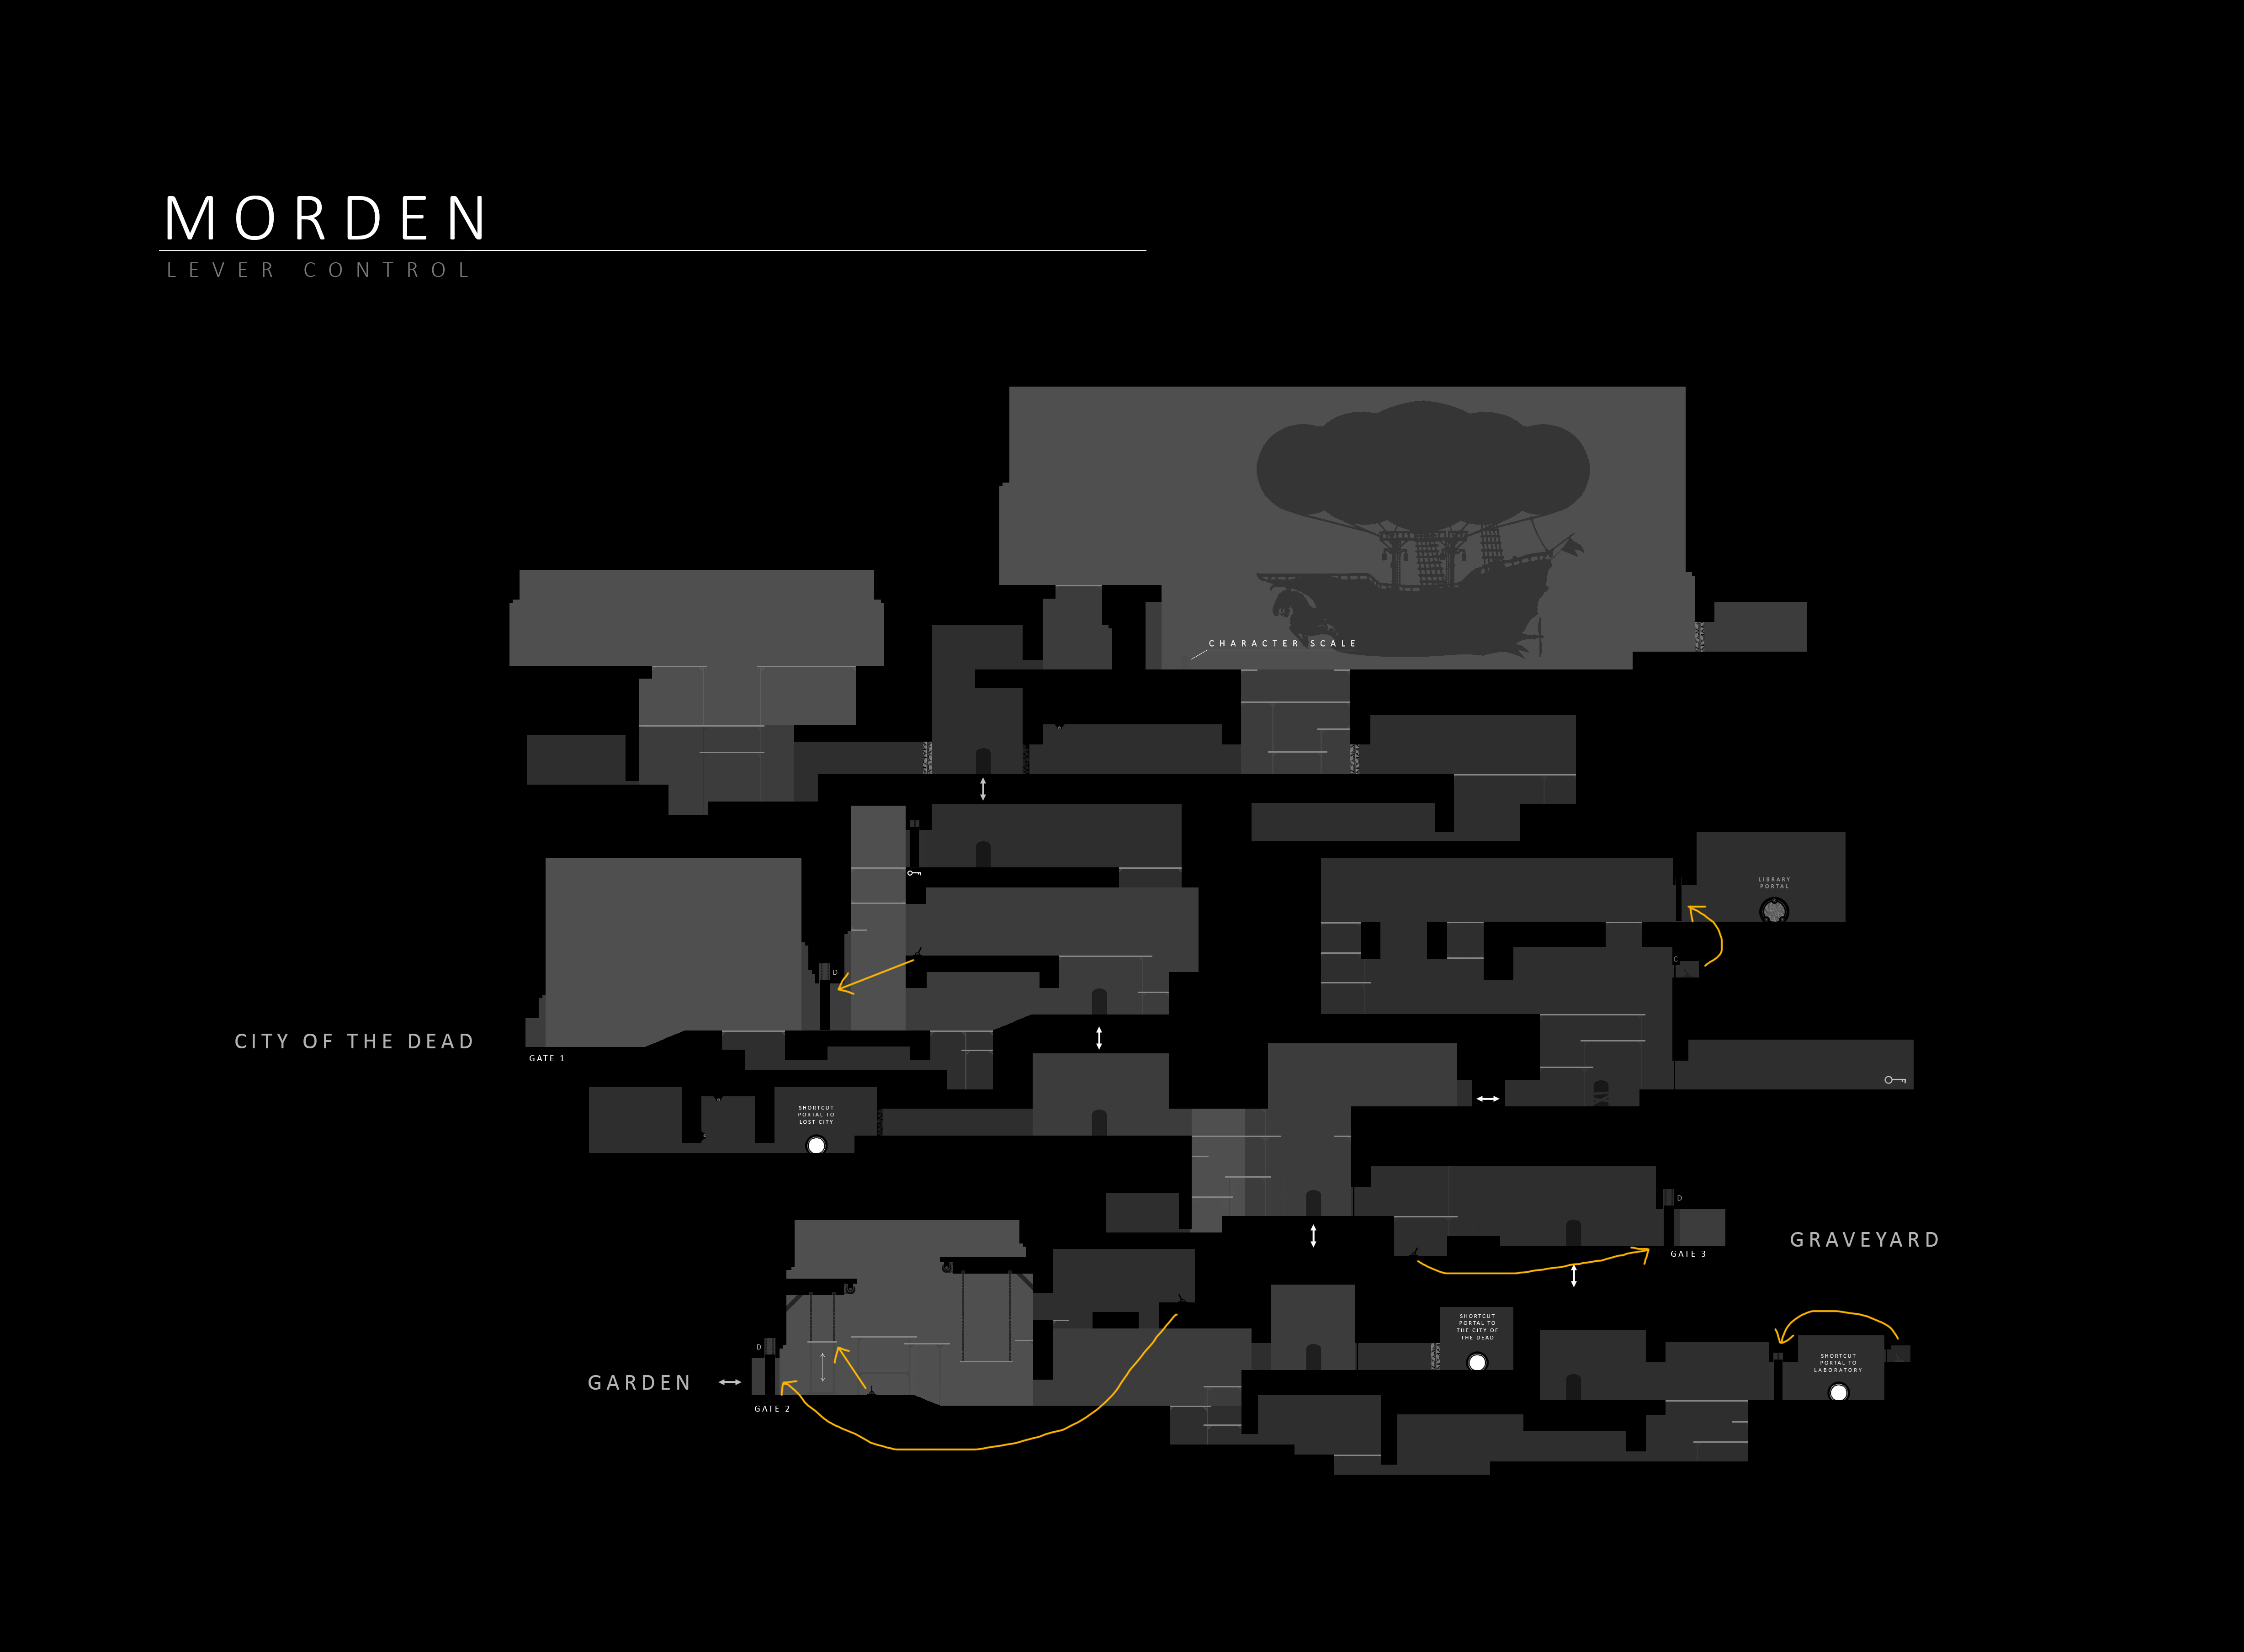 MORDEN
LEVER CONTROL
CHARACTER SCALE
LIBRARY
PORTAL
D
C
CITY OF THE DEAD
GATE 1
SHORTCUT
PORTAL TO
LOST CITY
D
GRAVEYARD
GATE 3
SHORTCUT
PORTAL TO
THE CITY OF
THE DEAD
D
SHORTCUT
PORTAL TO
LABORATORY
GARDEN
GATE 2